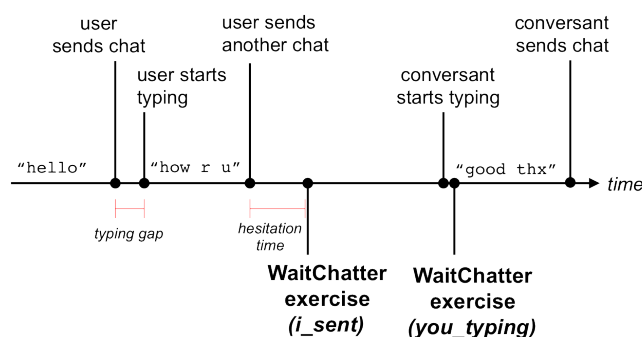 user
sends chat
user starts
typing
user sends
another chat
conversant
starts typing
conversant
sends chat
"hello"
"how r u"
"good thx"
time
typing gap
hesitation
time
WaitChatter
exercise
(i_sent)
WaitChatter
exercise
(you_typing)